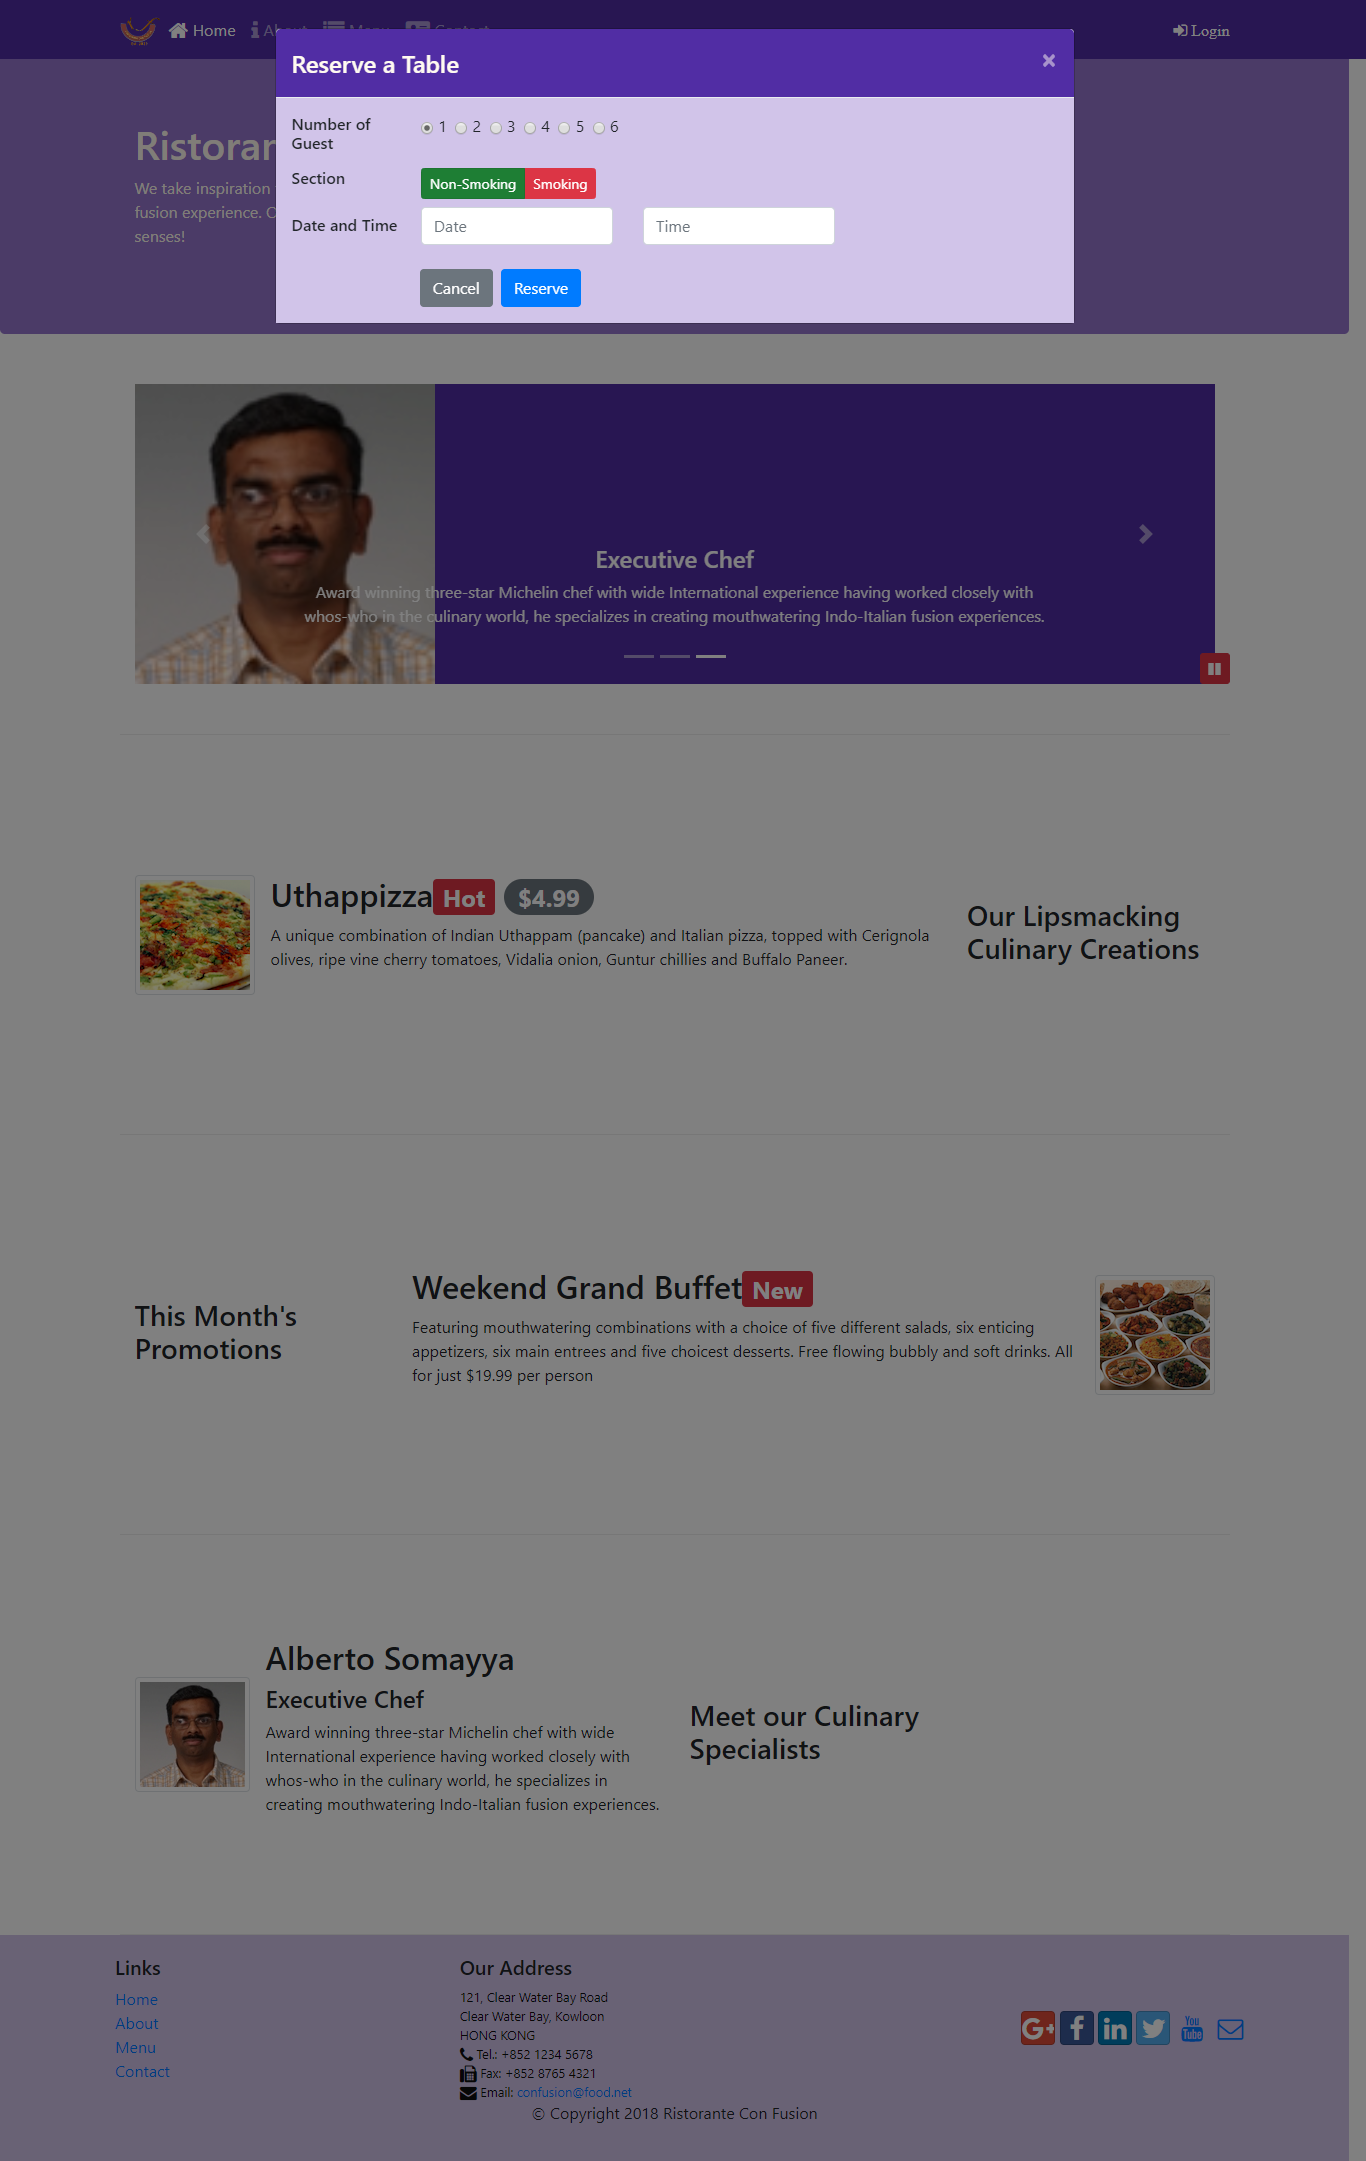 Home
Login
Reserve a Table
×
Number of
Guest
1 2 3 4 5 6
Section
Non-Smoking Smoking
Date and Time
Date
Time
Cancel
Reserve
We take inspiration
fusion experience.
senses!
Executive Chef
Award winning three-star Michelin chef with wide International experience having worked closely with
whos-who in the culinary world, he specializes in creating mouthwatering Indo-Italian fusion experiences.
Uthappizza Hot $4.99
A unique combination of Indian Uthappam (pancake) and Italian pizza, topped with Cerignola
olives, ripe vine cherry tomatoes, Vidalia onion, Guntur chillies and Buffalo Paneer.
Our Lipsmacking
Culinary Creations
This Month's
Promotions
Weekend Grand Buffet New
Featuring mouthwatering combinations with a choice of five different salads, six enticing
appetizers, six main entrees and five choicest desserts. Free flowing bubbly and soft drinks. All
for just $19.99 per person
Alberto Somayya
Executive Chef
Award winning three-star Michelin chef with wide
International experience having worked closely with
whos-who in the culinary world, he specializes in
creating mouthwatering Indo-Italian fusion experiences.
Meet our Culinary
Specialists
Links
Home
About
Menu
Contact
Our Address
121, Clear Water Bay Road
Clear Water Bay, Kowloon
HONG KONG
Tel.: +852 1234 5678
Fax: +852 8765 4321
Email: confusion@food.net
© Copyright 2018 Ristorante Con Fusion